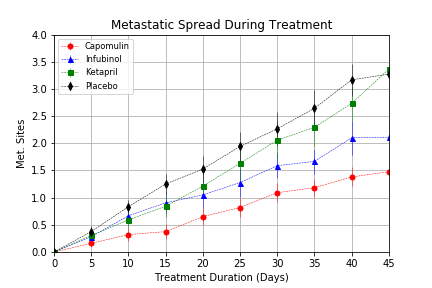 Metastatic Spread During Treatment
4.0
3.5
3.0
2.5
2.0
1.5
1.0
0.5
0.0
Met. Sites
Capomulin
Infubinol
Ketapril
Placebo
0 5 10 15 20 25 30 35 40 45
Treatment Duration (Days)